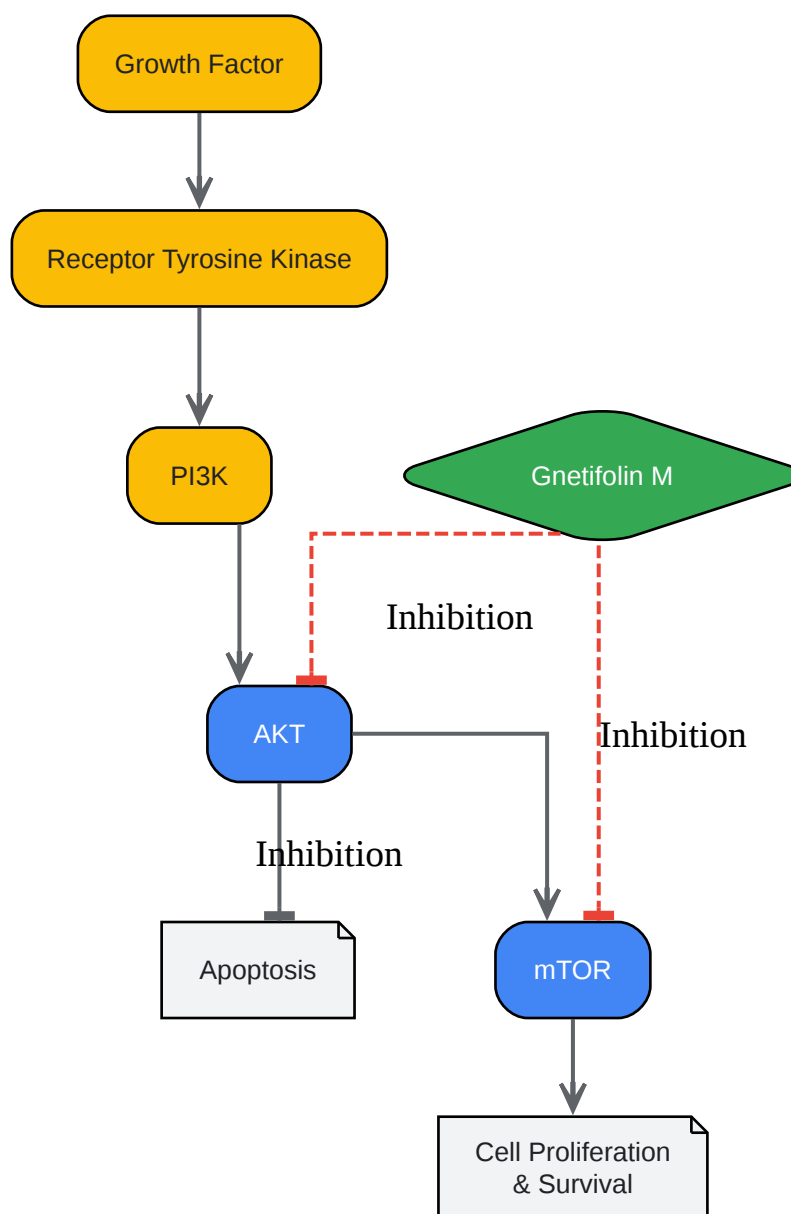 Growth Factor
Receptor Tyrosine Kinase
PI3K
Gnetifolin M
Inhibition
AKT
Inhibition
Inhibition
Apoptosis
mTOR
Cell Proliferation
& Survival